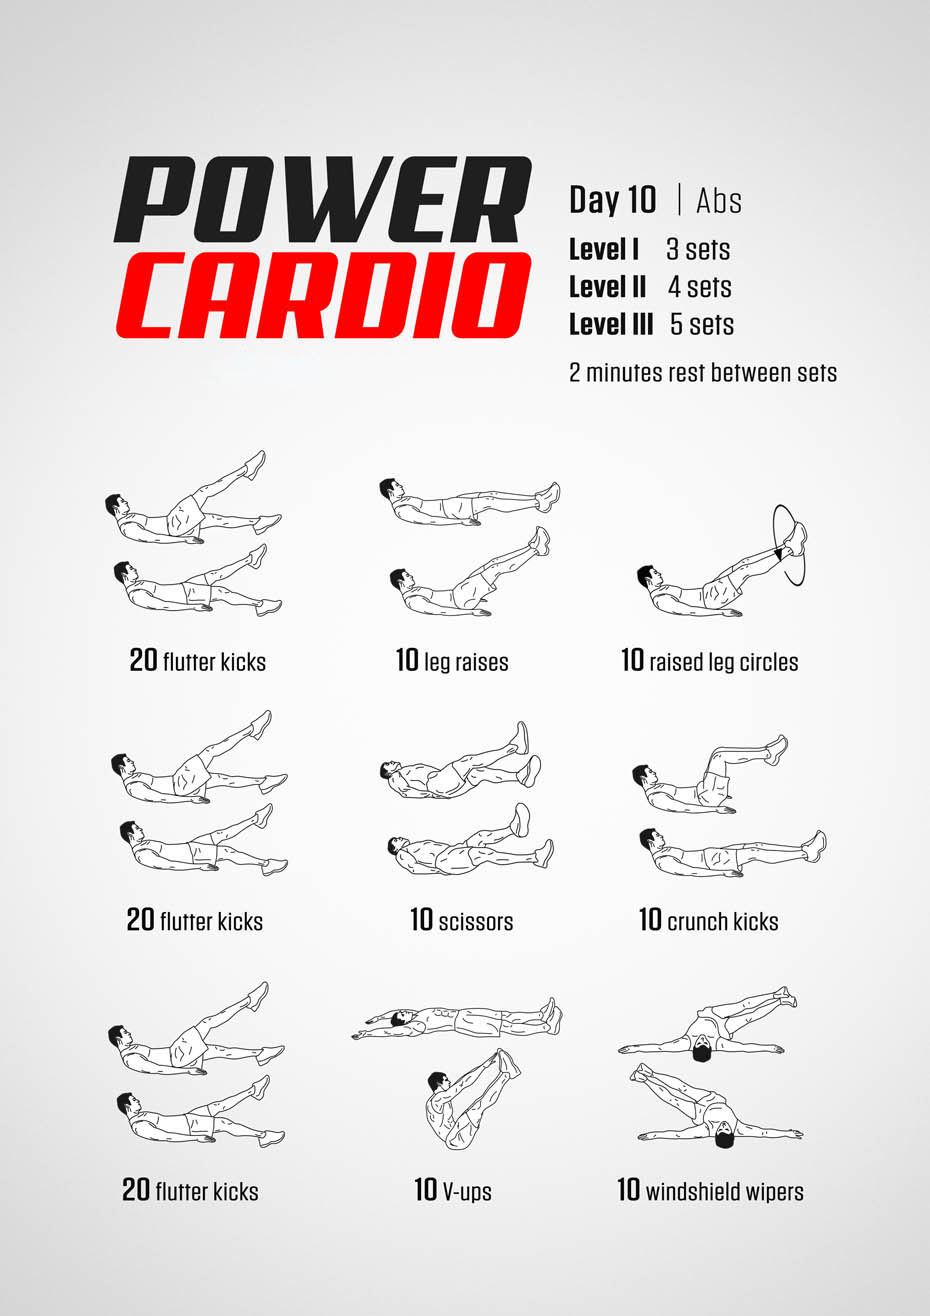 POWER
CARDIO
Day 10 | Abs
Level I 3 sets
Level II 4 sets
Level III 5 sets
2 minutes rest between sets
20 flutter kicks
10 leg raises
10 raised leg circles
20 flutter kicks
10 scissors
10 crunch kicks
20 flutter kicks
10 V-ups
10 windshield wipers